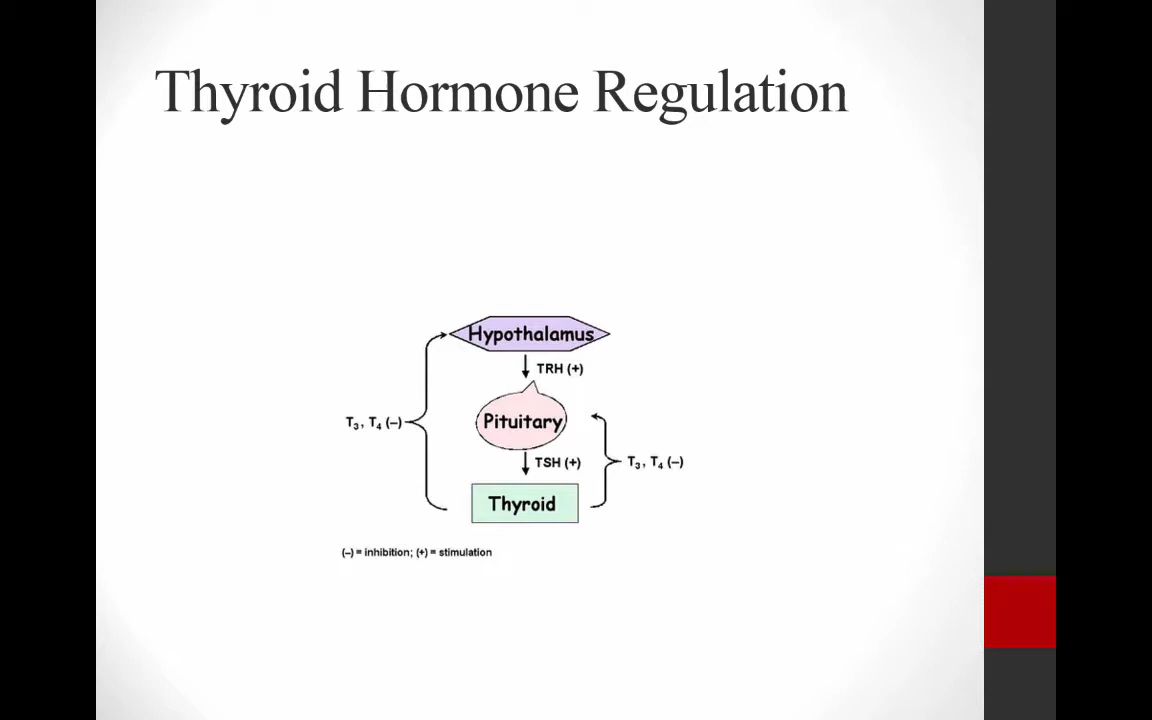 Thyroid Hormone Regulation
Hypothalamus
TRH (+)
T₃, T₄ (–)
Pituitary
TSH (+)
T₃, T₄ (–)
Thyroid
(–) = inhibition; (+) = stimulation